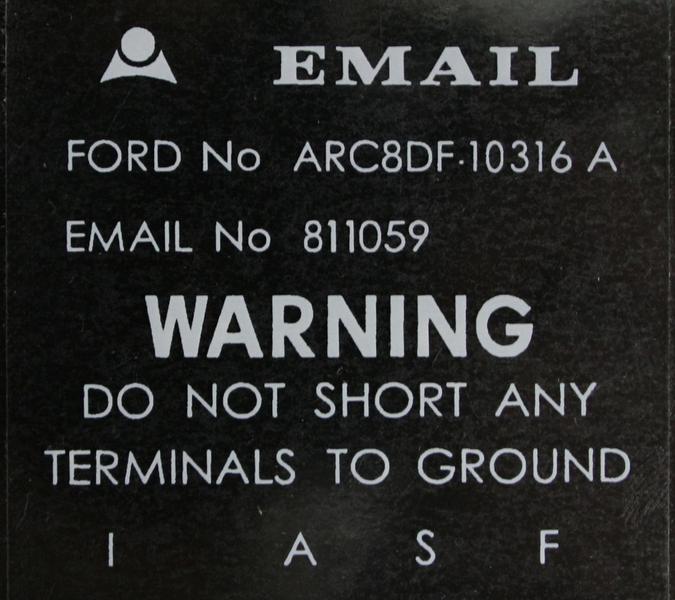 EMAIL
FORD No ARC8DF·10316 A
EMAIL No 811059
WARNING
DO NOT SHORT ANY
TERMINALS TO GROUND
I A S F